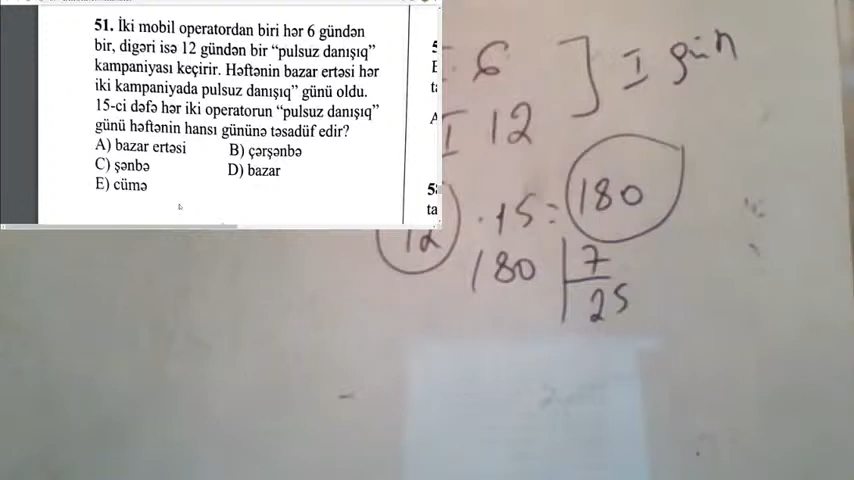 51. İki mobil operatordan biri hər 6 gündən
bir, digəri isə 12 gündən bir “pulsuz danışıq”
kampaniyası keçirir. Həftənin bazar ertəsi hər
iki kampaniyada pulsuz danışıq” günü oldu.
15-ci dəfə hər iki operatorun “pulsuz danışıq”
günü həftənin hansı gününə təsadüf edir?
A) bazar ertəsi B) çərşənbə
C) şənbə D) bazar
E) cümə
I 6
I 12
I gün
12 · 15 = 180
180 7
25